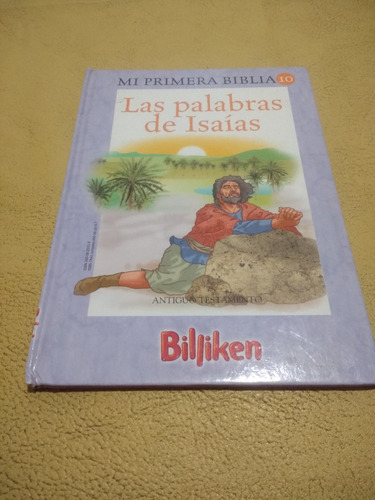 MI PRIMERA BIBLIA 10
Las palabras
de Isaías
ANTIGUO TESTAMENTO
Billiken